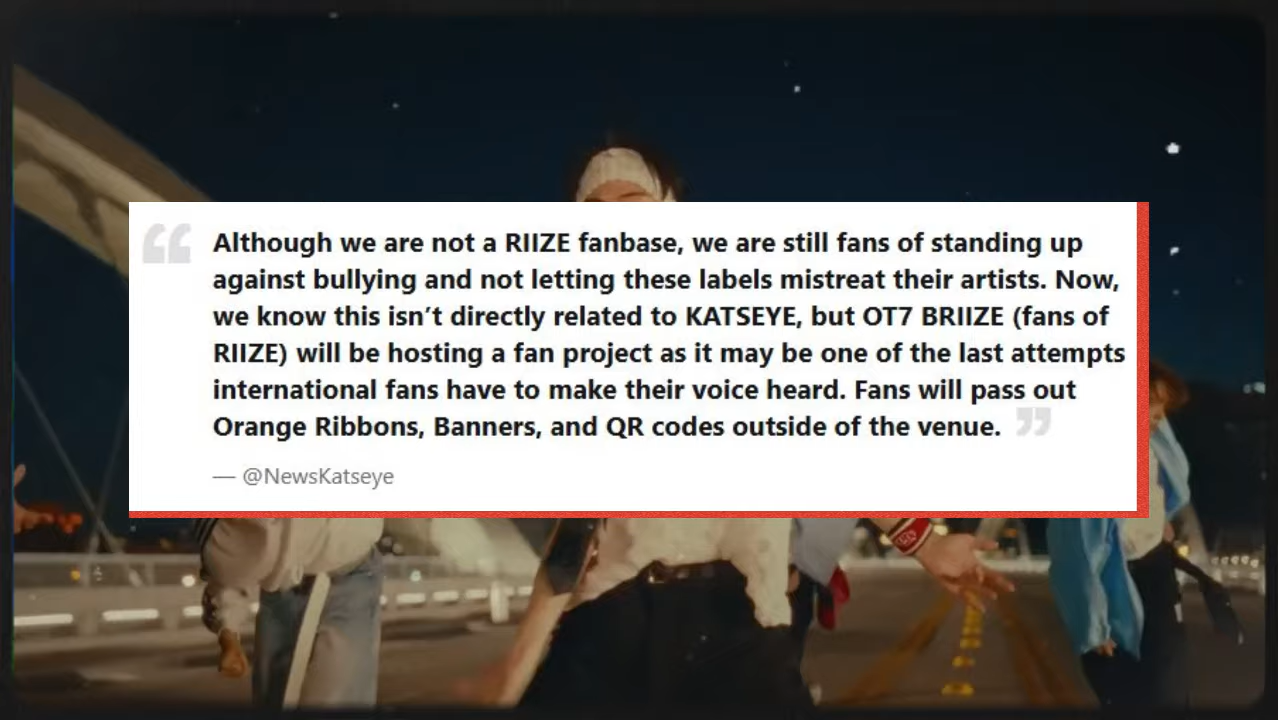 “
Although we are not a RIIZE fanbase, we are still fans of standing up
against bullying and not letting these labels mistreat their artists. Now,
we know this isn’t directly related to KATSEYE, but OT7 BRIIZE (fans of
RIIZE) will be hosting a fan project as it may be one of the last attempts
international fans have to make their voice heard. Fans will pass out
Orange Ribbons, Banners, and QR codes outside of the venue. ”
— @NewsKatseye